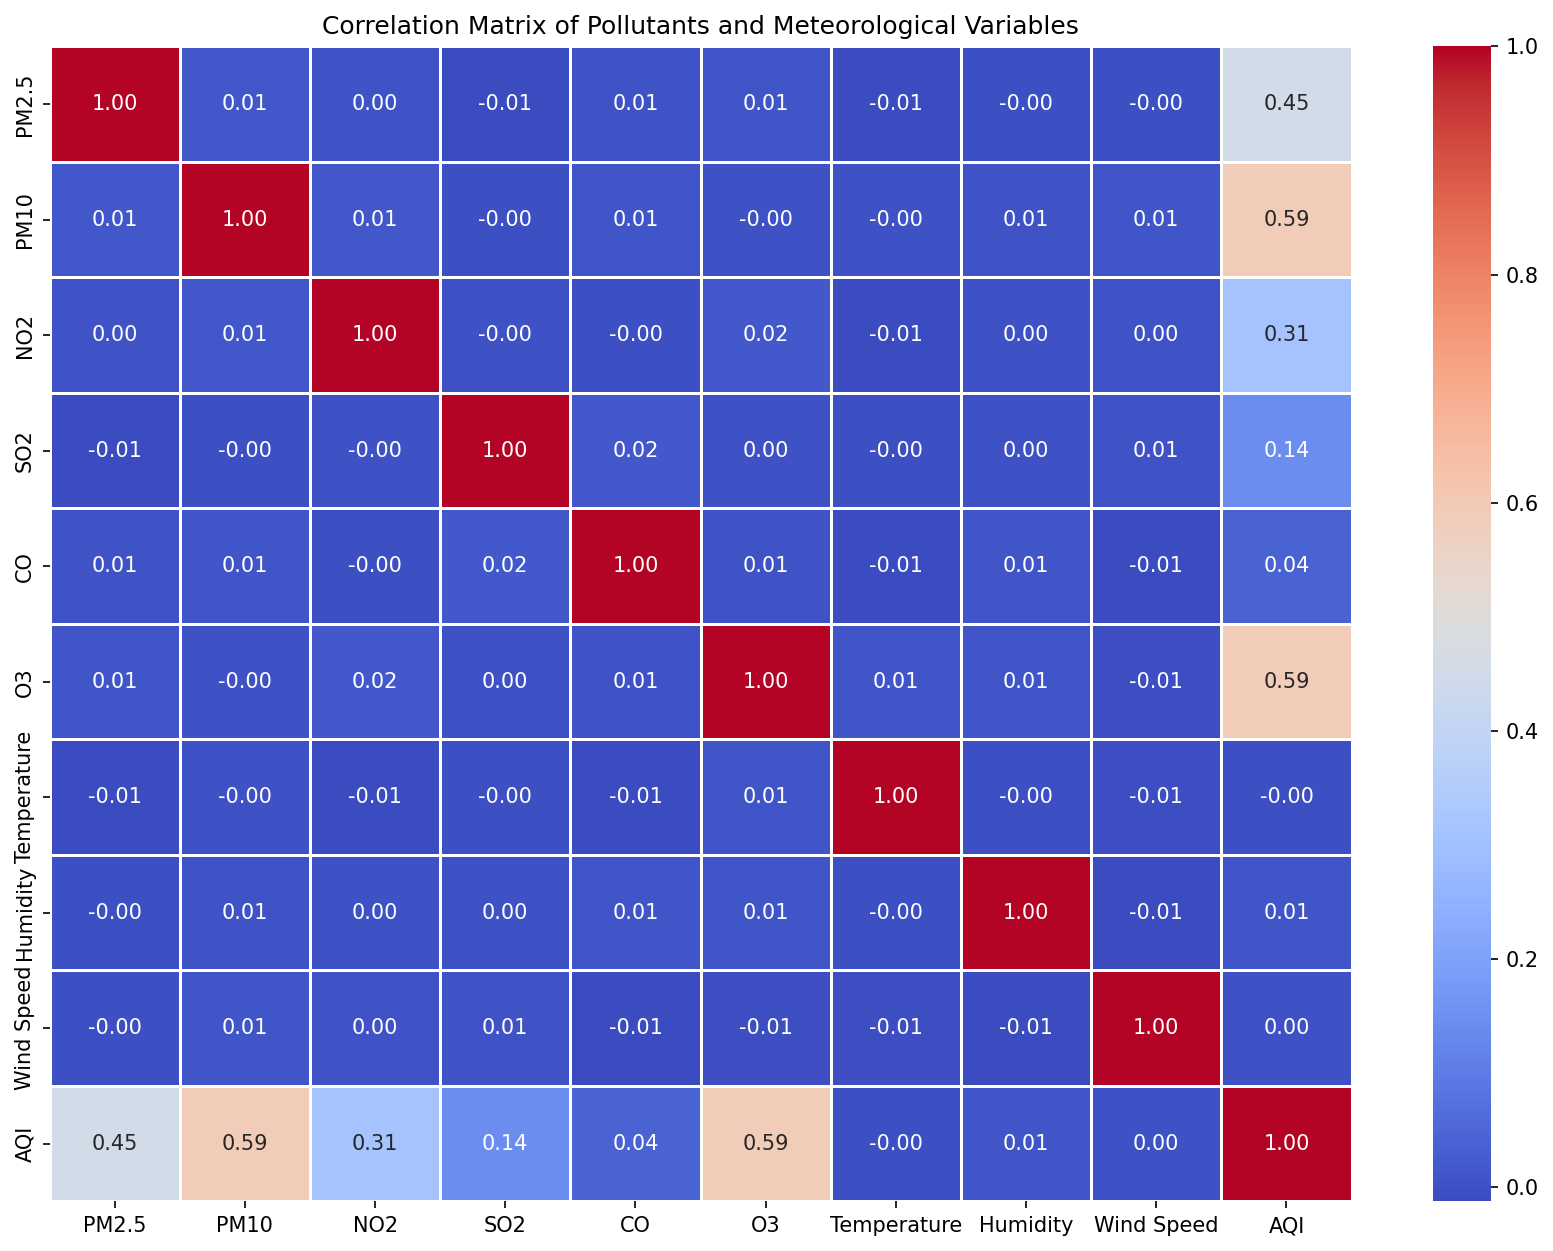 Correlation Matrix of Pollutants and Meteorological Variables
PM2.5 1.00 0.01 0.00 -0.01 0.01 0.01 -0.01 -0.00 -0.00 0.45
PM10 0.01 1.00 0.01 -0.00 0.01 -0.00 -0.00 0.01 0.01 0.59
NO2 0.00 0.01 1.00 -0.00 -0.00 0.02 -0.01 0.00 0.00 0.31
SO2 -0.01 -0.00 -0.00 1.00 0.02 0.00 -0.00 0.00 0.01 0.14
CO 0.01 0.01 -0.00 0.02 1.00 0.01 -0.01 0.01 -0.01 0.04
O3 0.01 -0.00 0.02 0.00 0.01 1.00 0.01 0.01 -0.01 0.59
Temperature -0.01 -0.00 -0.01 -0.00 -0.01 0.01 1.00 -0.00 -0.01 -0.00
Humidity -0.00 0.01 0.00 0.00 0.01 0.01 -0.00 1.00 -0.01 0.01
Wind Speed -0.00 0.01 0.00 0.01 -0.01 -0.01 -0.01 -0.01 1.00 0.00
AQI 0.45 0.59 0.31 0.14 0.04 0.59 -0.00 0.01 0.00 1.00
PM2.5 PM10 NO2 SO2 CO O3 Temperature Humidity Wind Speed AQI
1.0
0.8
0.6
0.4
0.2
0.0